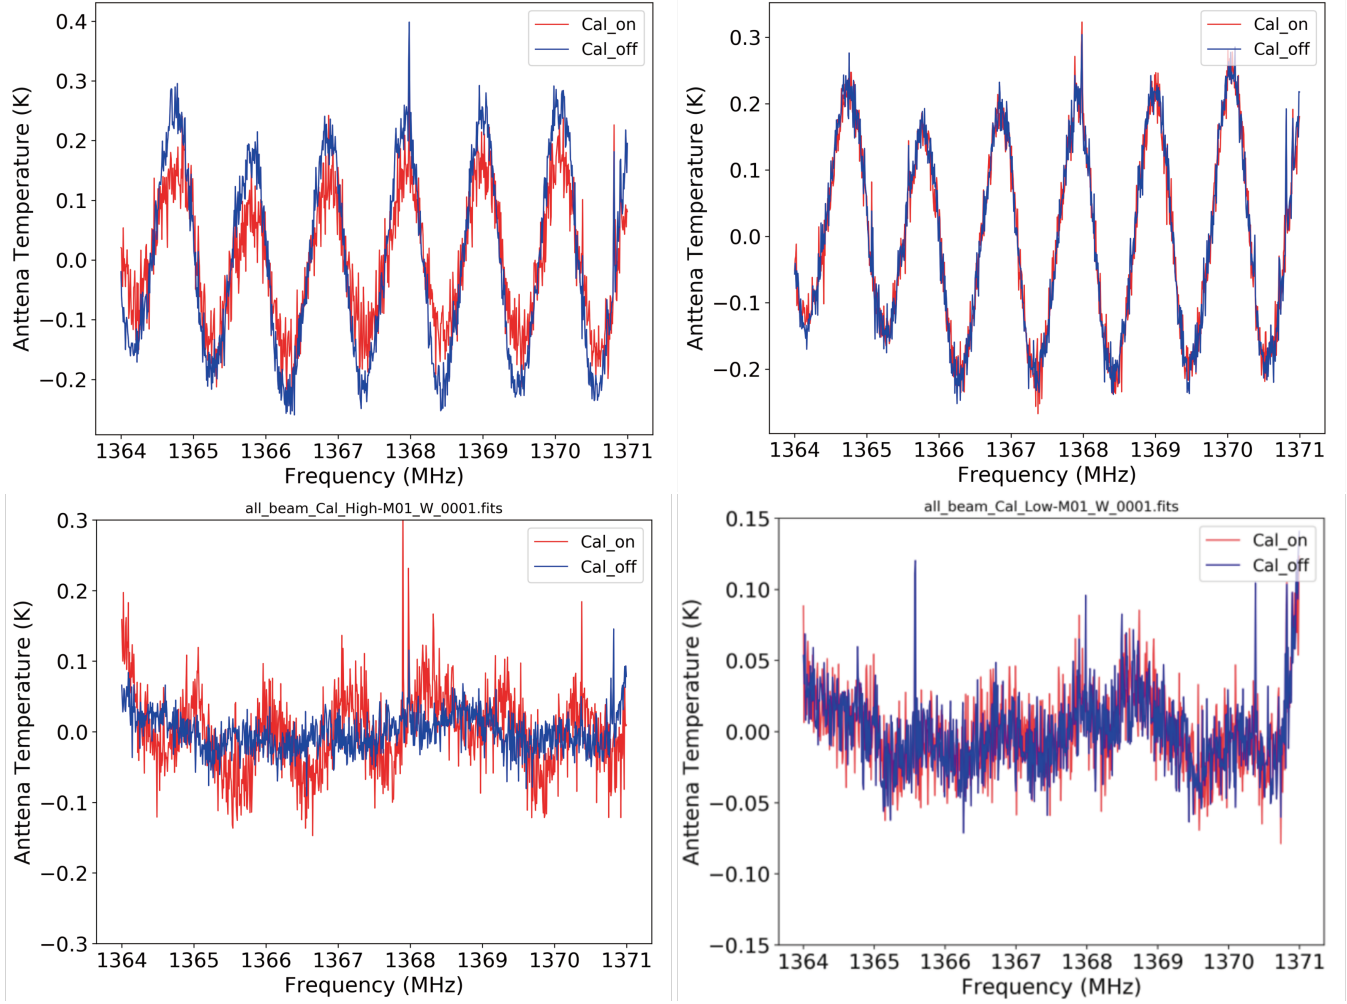 Cal_on
Cal_off
0.4
0.3
0.2
0.1
0.0
−0.1
−0.2
Anttena Temperature (K)
1364 1365 1366 1367 1368 1369 1370 1371
Frequency (MHz)
Cal_on
Cal_off
0.3
0.2
0.1
0.0
−0.1
−0.2
Anttena Temperature (K)
1364 1365 1366 1367 1368 1369 1370 1371
Frequency (MHz)
all_beam_Cal_High-M01_W_0001.fits
Cal_on
Cal_off
0.3
0.2
0.1
0.0
−0.1
−0.2
−0.3
Anttena Temperature (K)
1364 1365 1366 1367 1368 1369 1370 1371
Frequency (MHz)
all_beam_Cal_Low-M01_W_0001.fits
Cal_on
Cal_off
0.15
0.10
0.05
0.00
−0.05
−0.10
−0.15
Anttena Temperature (K)
1364 1365 1366 1367 1368 1369 1370 1371
Frequency (MHz)